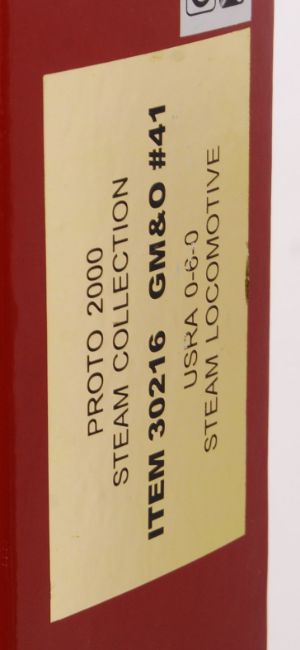 PROTO 2000
STEAM COLLECTION
ITEM 30216 GM&O #41
USRA 0-6-0
STEAM LOCOMOTIVE